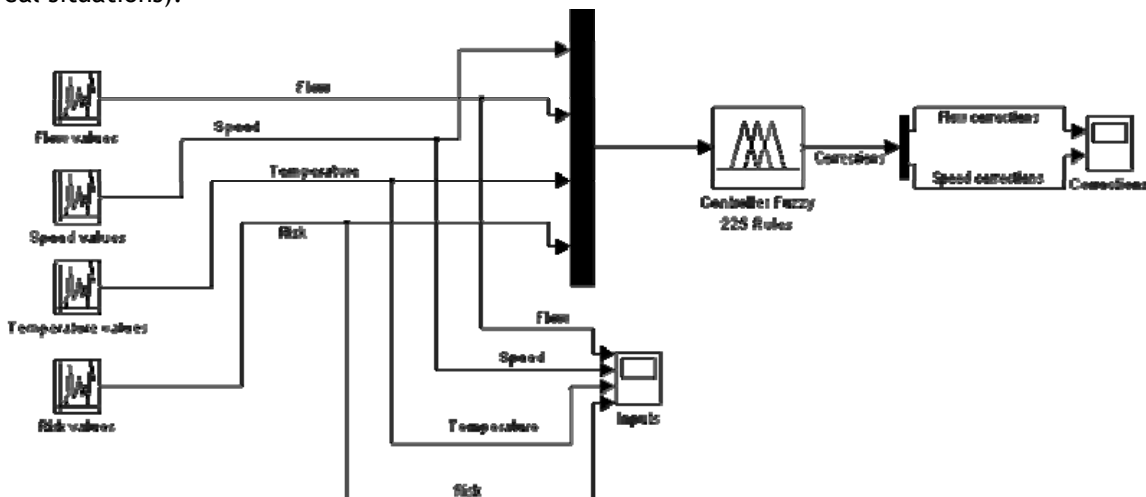 cal situations).
Flow
Flow values
Speed
Speed values
Temperature
Temperature values
Risk
Risk values
Controller Fuzzy
225 Rules
Corrections
Flow corrections
Speed corrections
Corrections
Flow
Speed
Temperature
Risk
Inputs